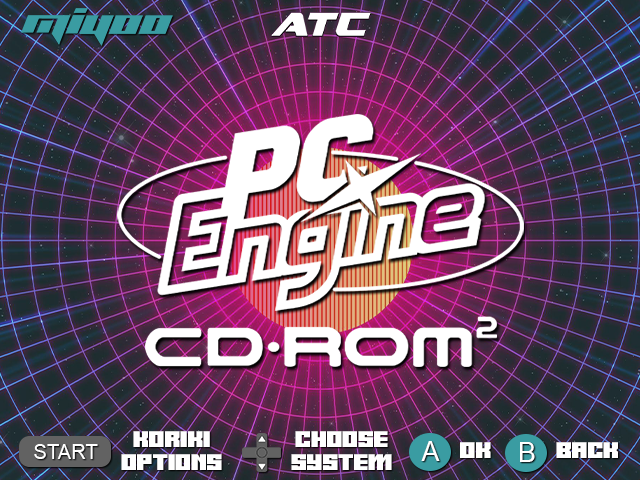 miyoo
ATC
PC
Engine
CD·ROM²
START
KORIKI
OPTIONS
CHOOSE
SYSTEM
A
OK
B
BACK